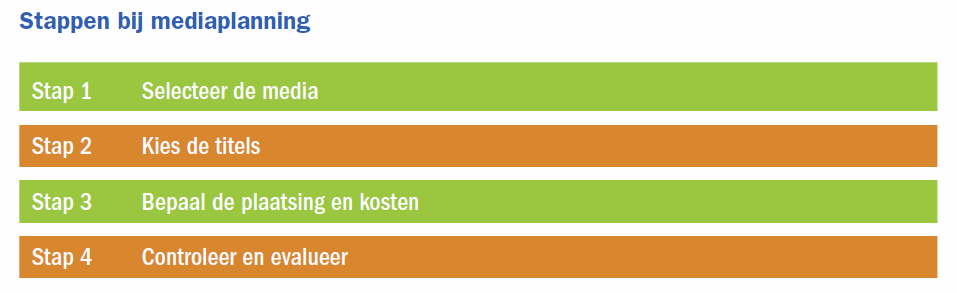 Stappen bij mediaplanning
Stap 1 Selecteer de media
Stap 2 Kies de titels
Stap 3 Bepaal de plaatsing en kosten
Stap 4 Controleer en evalueer